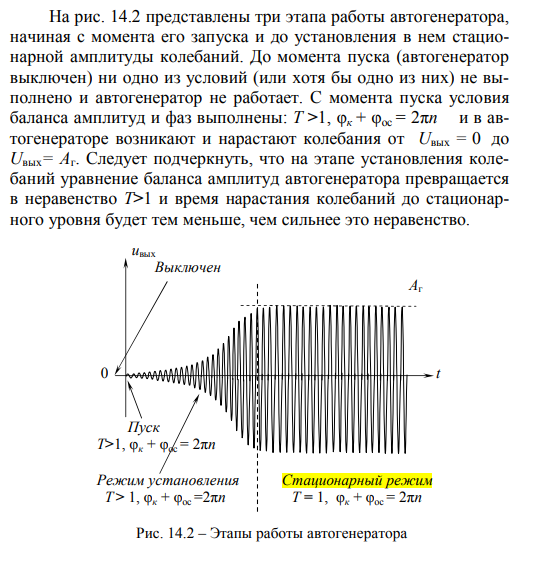 На рис. 14.2 представлены три этапа работы автогенератора,
начиная с момента его запуска и до установления в нем стацио-
нарной амплитуды колебаний. До момента пуска (автогенератор
выключен) ни одно из условий (или хотя бы одно из них) не вы-
полнено и автогенератор не работает. С момента пуска условия
баланса амплитуд и фаз выполнены: T >1, φк + φос = 2πn и в ав-
тогенераторе возникают и нарастают колебания от Uвых = 0 до
Uвых= Aг. Следует подчеркнуть, что на этапе установления коле-
баний уравнение баланса амплитуд автогенератора превращается
в неравенство T>1 и время нарастания колебаний до стационар-
ного уровня будет тем меньше, чем сильнее это неравенство.
uвых
Выключен
Aг
0
t
Пуск
T>1, φк + φос = 2πn
Режим установления
T > 1, φк + φос =2πn
Стационарный режим
T = 1, φк + φос = 2πn
Рис. 14.2 – Этапы работы автогенератора